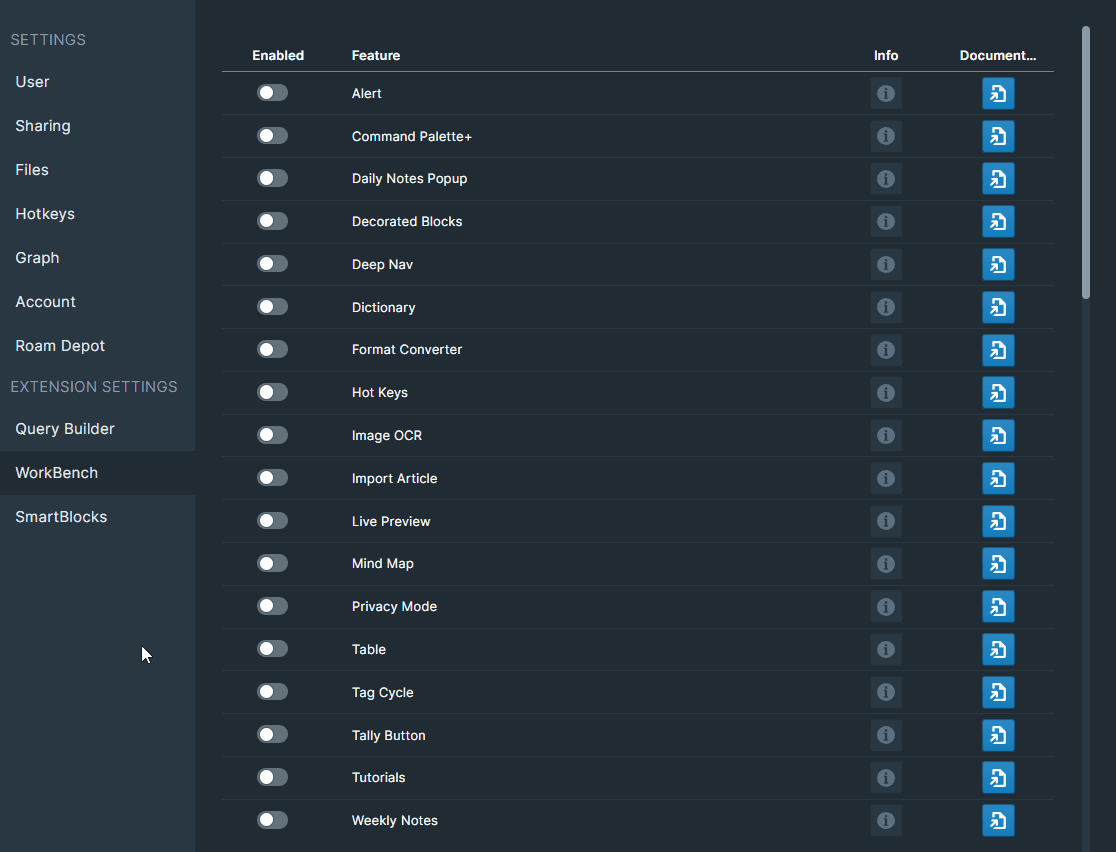 SETTINGS
User
Sharing
Files
Hotkeys
Graph
Account
Roam Depot
EXTENSION SETTINGS
Query Builder
WorkBench
SmartBlocks
Enabled Feature Info Document...
Alert
Command Palette+
Daily Notes Popup
Decorated Blocks
Deep Nav
Dictionary
Format Converter
Hot Keys
Image OCR
Import Article
Live Preview
Mind Map
Privacy Mode
Table
Tag Cycle
Tally Button
Tutorials
Weekly Notes